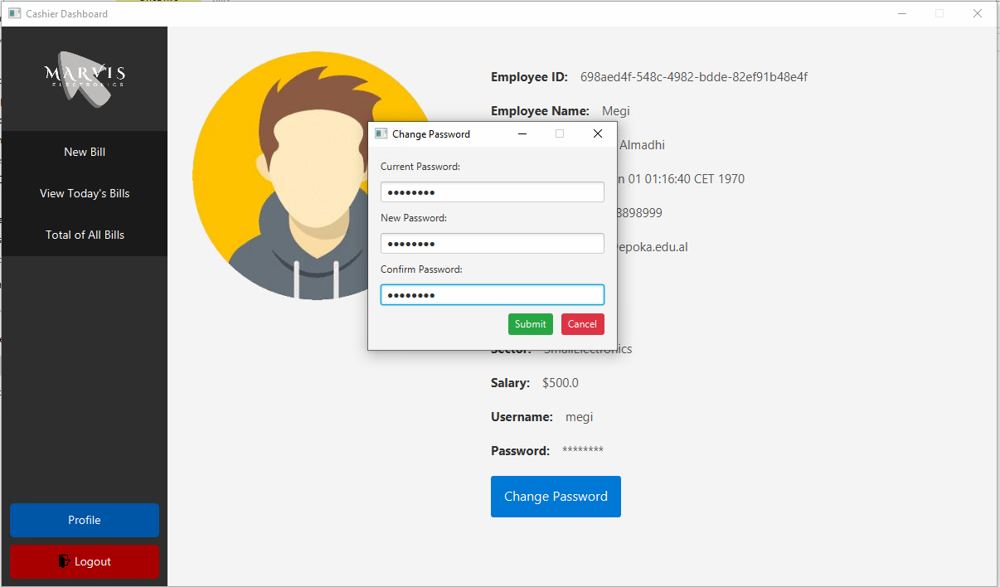 Cashier Dashboard
MARVIS
ELECTRONICS
New Bill
View Today's Bills
Total of All Bills
Profile
Logout
Employee ID: 698aed4f-548c-4982-bdde-82ef91b48e4f
Employee Name: Megi
Almadhi
01 01:16:40 CET 1970
8898999
epoka.edu.al
Change Password
Current Password:
●●●●●●●●
New Password:
●●●●●●●●
Confirm Password:
●●●●●●●●
Submit Cancel
Sector: SmallElectronics
Salary: $500.0
Username: megi
Password: ********
Change Password